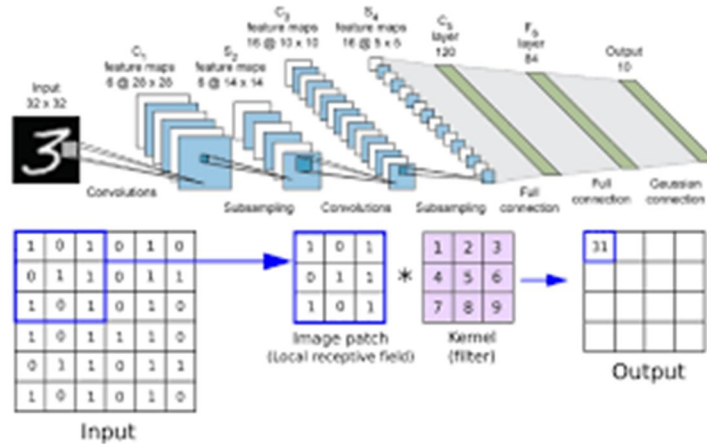 Input
32 x 32
C1
feature maps
6 @ 28 x 28
S2
feature maps
6 @ 14 x 14
C3
feature maps
16 @ 10 x 10
S4
feature maps
16 @ 5 x 5
C5
layer
120
F6
layer
84
Output
10
3
Convolutions
Subsampling
Convolutions
Subsampling
Full
connection
Full
connection
Gaussian
connection
1 0 1 0 1 0
0 1 1 0 1 1
1 0 1 0 1 0
1 0 1 1 1 0
0 1 1 0 1 1
1 0 1 0 1 0
Input
1 0 1
0 1 1
1 0 1
Image patch
(Local receptive field)
*
1 2 3
4 5 6
7 8 9
Kernel
(filter)
31
Output